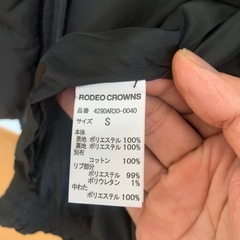 RODEO CROWNS
品番 429DAR30-0040
サイズ S
本体
表地 ポリエステル 100%
裏地 ポリエステル 100%
別布
コットン 100%
リブ部分
ポリエステル 99%
ポリウレタン 1%
中わた
ポリエステル 100%